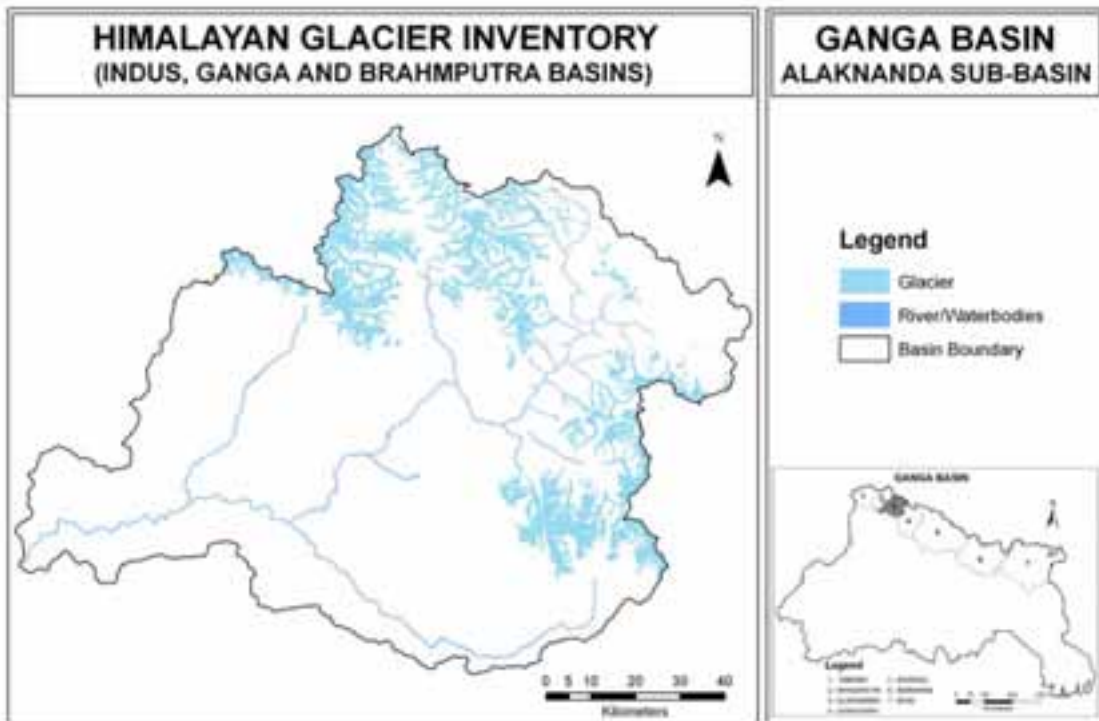 HIMALAYAN GLACIER INVENTORY
(INDUS, GANGA AND BRAHMPUTRA BASINS)
GANGA BASIN
ALAKNANDA SUB-BASIN
N
Legend
Glacier
River/Waterbodies
Basin Boundary
0 5 10 20 30 40
Kilometers
GANGA BASIN
Legend